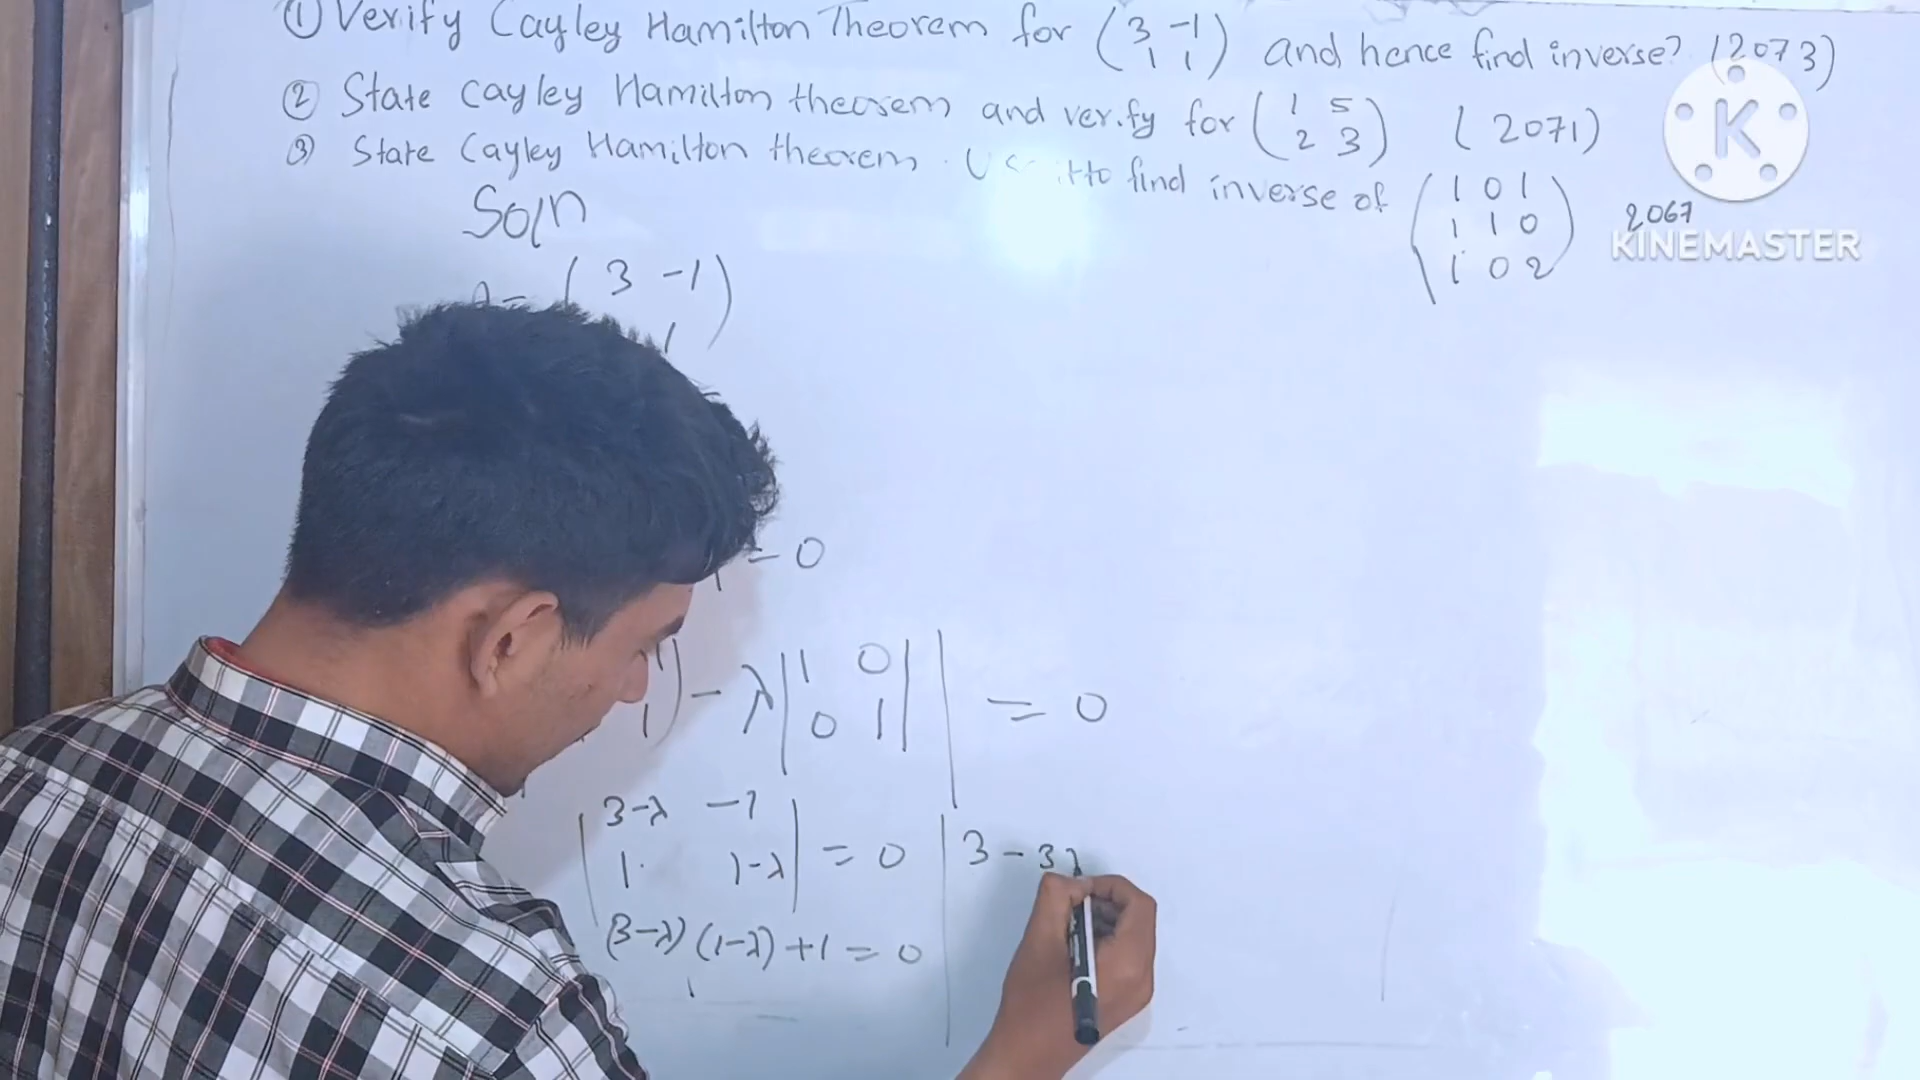 ① Verify Cayley Hamilton Theorem for (3 -1 and hence find inverse? (2073)
1 1)
② State Cayley Hamilton theorem and verify for (1 5 (2071)
2 3)
③ State Cayley Hamilton theorem. it to find inverse of (1 0 1
1 1 0
1 0 2) 2067
K
KINEMASTER
Soln
= ( 3 -1
1 )
= 0
1) - λ |1 0
0 1| | = 0
|3-λ -1
1 1-λ| = 0
(3-λ) (1-λ) +1 = 0
3 - 3λ